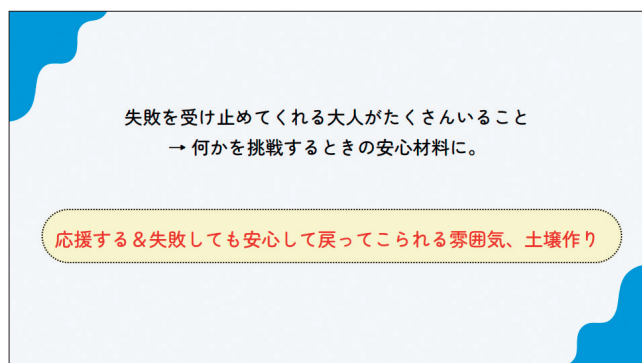 失敗を受け止めてくれる大人がたくさんいること
→ 何かを挑戦するときの安心材料に。
応援する＆失敗しても安心して戻ってこられる雰囲気、土壌作り